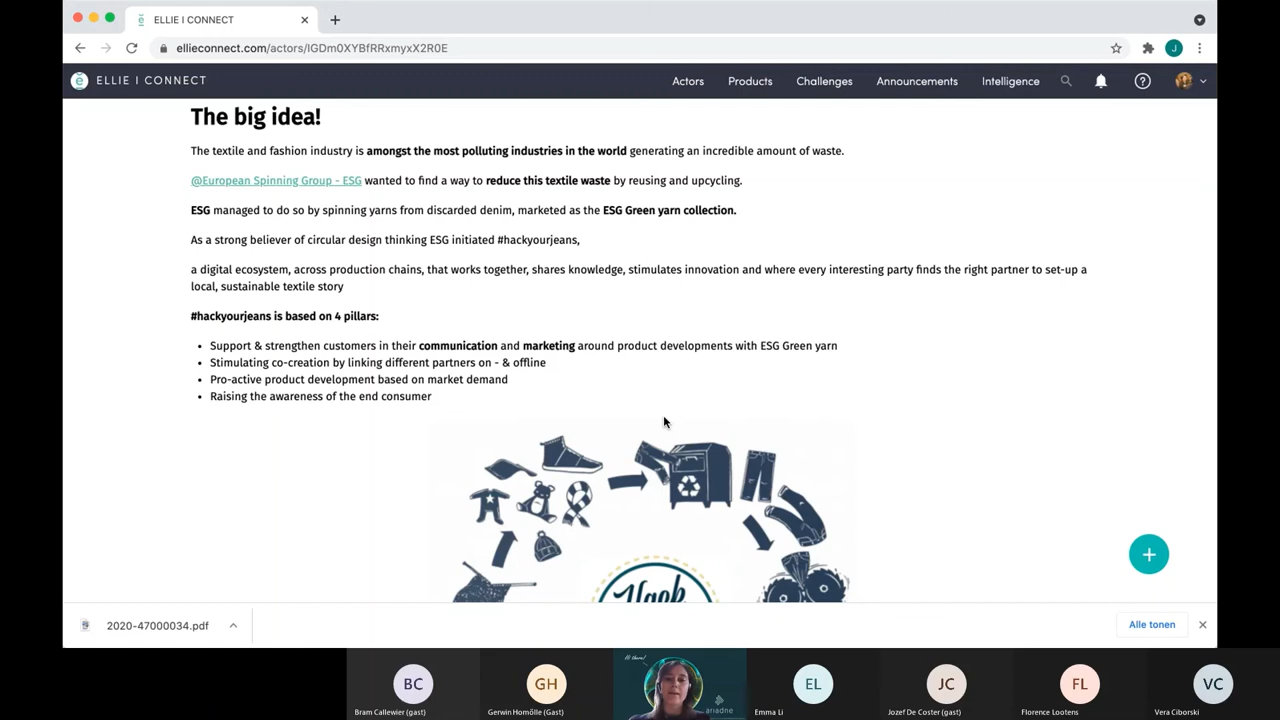 ELLIE I CONNECT
ellieconnect.com/actors/IGDm0XYBfRRxmyxX2R0E
J
ELLIE I CONNECT
Actors Products Challenges Announcements Intelligence
The big idea!
The textile and fashion industry is amongst the most polluting industries in the world generating an incredible amount of waste.
@European Spinning Group - ESG wanted to find a way to reduce this textile waste by reusing and upcycling.
ESG managed to do so by spinning yarns from discarded denim, marketed as the ESG Green yarn collection.
As a strong believer of circular design thinking ESG initiated #hackyourjeans,
a digital ecosystem, across production chains, that works together, shares knowledge, stimulates innovation and where every interesting party finds the right partner to set-up a
local, sustainable textile story
#hackyourjeans is based on 4 pillars:
• Support & strengthen customers in their communication and marketing around product developments with ESG Green yarn
• Stimulating co-creation by linking different partners on - & offline
• Pro-active product development based on market demand
• Raising the awareness of the end consumer
Hack
2020-47000034.pdf
Alle tonen
Hi there!
BC GH EL JC FL VC
ariadne
Bram Callewier (gast) Gerwin Homölle (Gast) Emma Li Jozef De Coster (gast) Florence Lootens Vera Ciborski